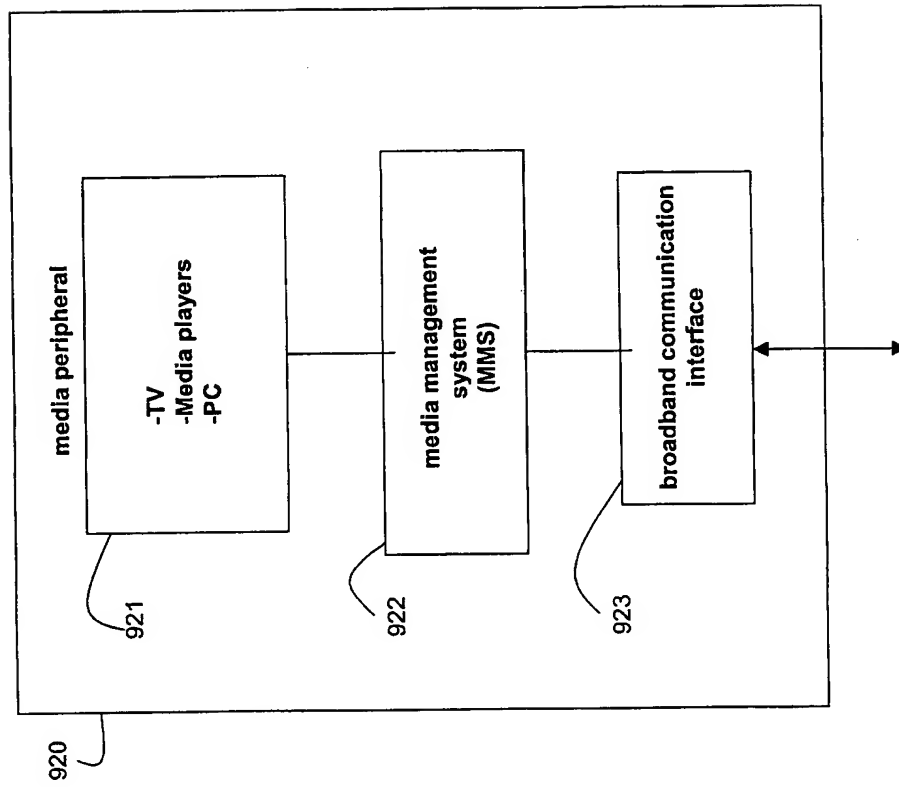 media peripheral
-TV
-Media players
-PC
921
media management
system
(MMS)
922
broadband communication
interface
923
920